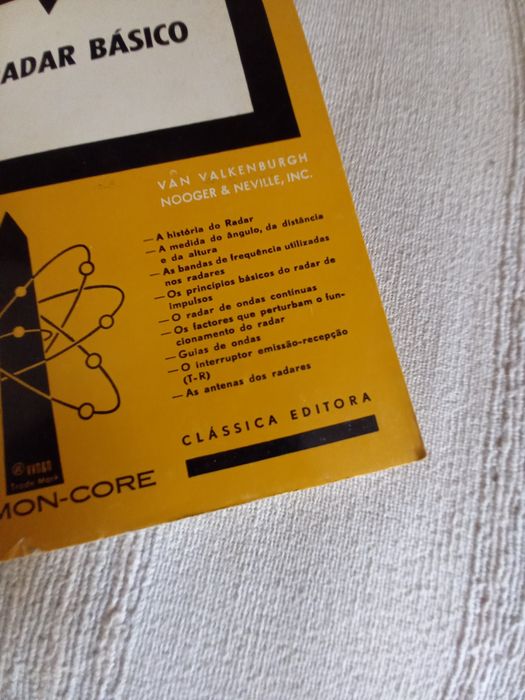 ADAR BÁSICO
VAN VALKENBURGH
NOOGER & NEVILLE, INC.
— A história do Radar
— A medida do ângulo, da distância
e da altura
— As bandas de frequência utilizadas
nos radares
— Os princípios básicos do radar de
impulsos
— O radar de ondas contínuas
— Os factores que perturbam o fun-
cionamento do radar
— Guias de ondas
— O interruptor emissão-recepção
(T-R)
— As antenas dos radares
CLÁSSICA EDITORA
Trade Mark
MON-CORE